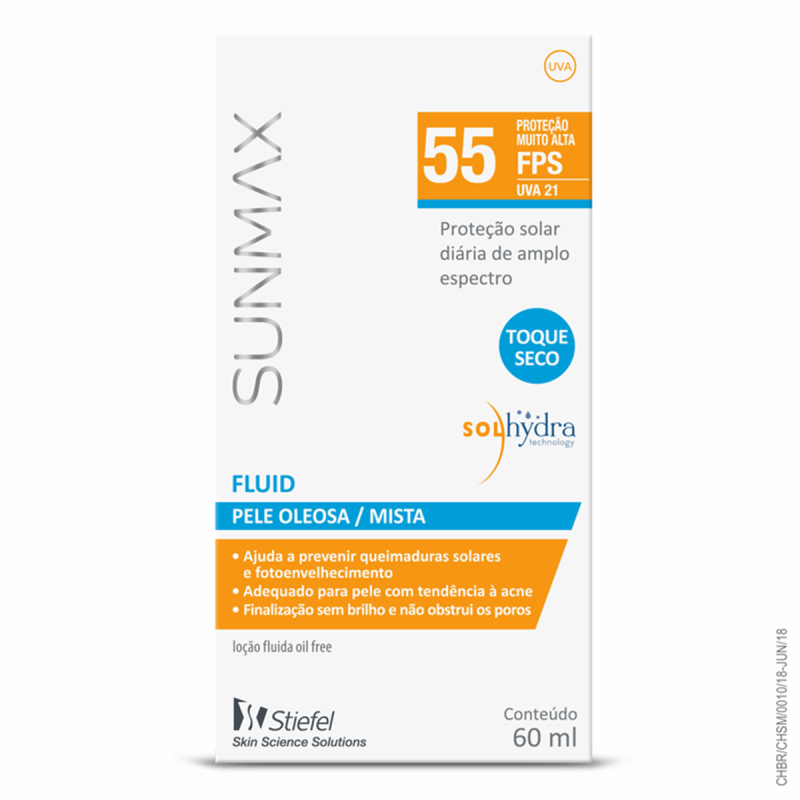 UVA
SUNMAX
55
PROTEÇÃO
MUITO ALTA
FPS
UVA 21
Proteção solar
diária de amplo
espectro
TOQUE
SECO
SOLhydra
technology
FLUID
PELE OLEOSA / MISTA
• Ajuda a prevenir queimaduras solares
e fotoenvelhecimento
• Adequado para pele com tendência à acne
• Finalização sem brilho e não obstrui os poros
loção fluida oil free
Stiefel
Skin Science Solutions
Conteúdo
60 ml
CHBR/CHSM/0010/18-JUN/18